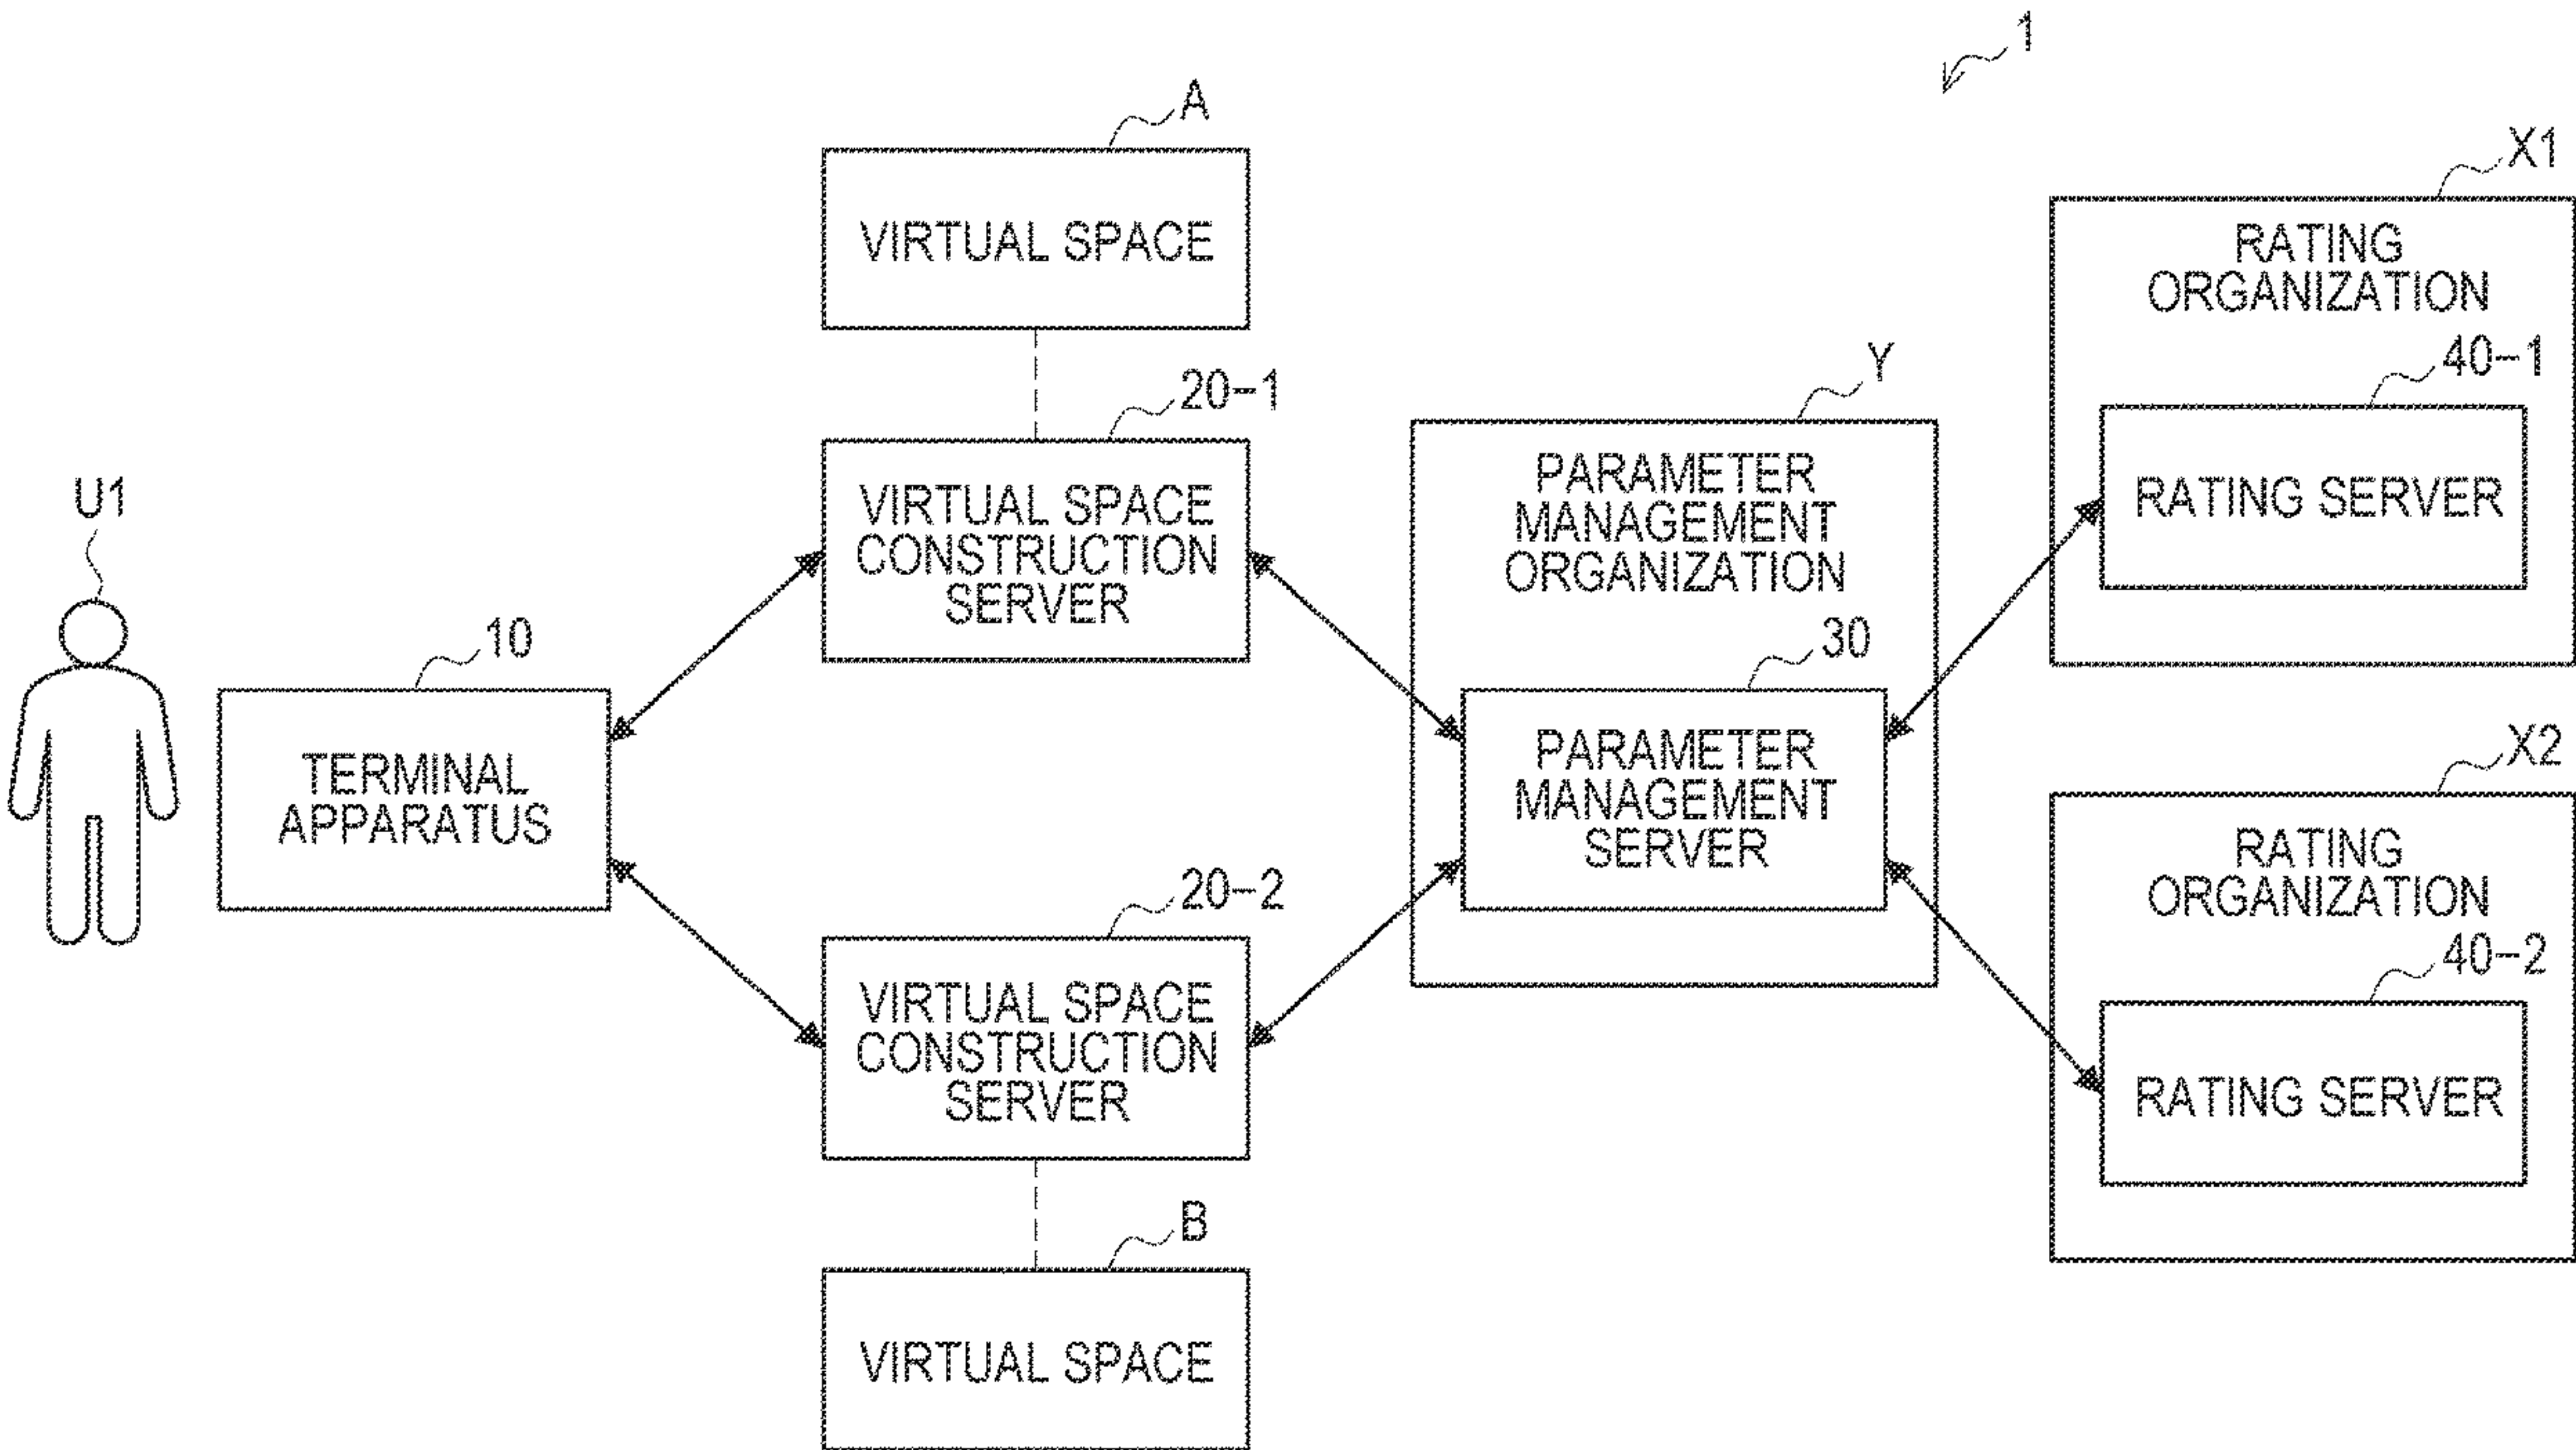 1
A
VIRTUAL SPACE
X1
RATING
ORGANIZATION
40-1
RATING SERVER
20-1
VIRTUAL SPACE
CONSTRUCTION
SERVER
Y
PARAMETER
MANAGEMENT
ORGANIZATION
30
PARAMETER
MANAGEMENT
SERVER
U1
10
TERMINAL
APPARATUS
X2
RATING
ORGANIZATION
40-2
RATING SERVER
20-2
VIRTUAL SPACE
CONSTRUCTION
SERVER
B
VIRTUAL SPACE